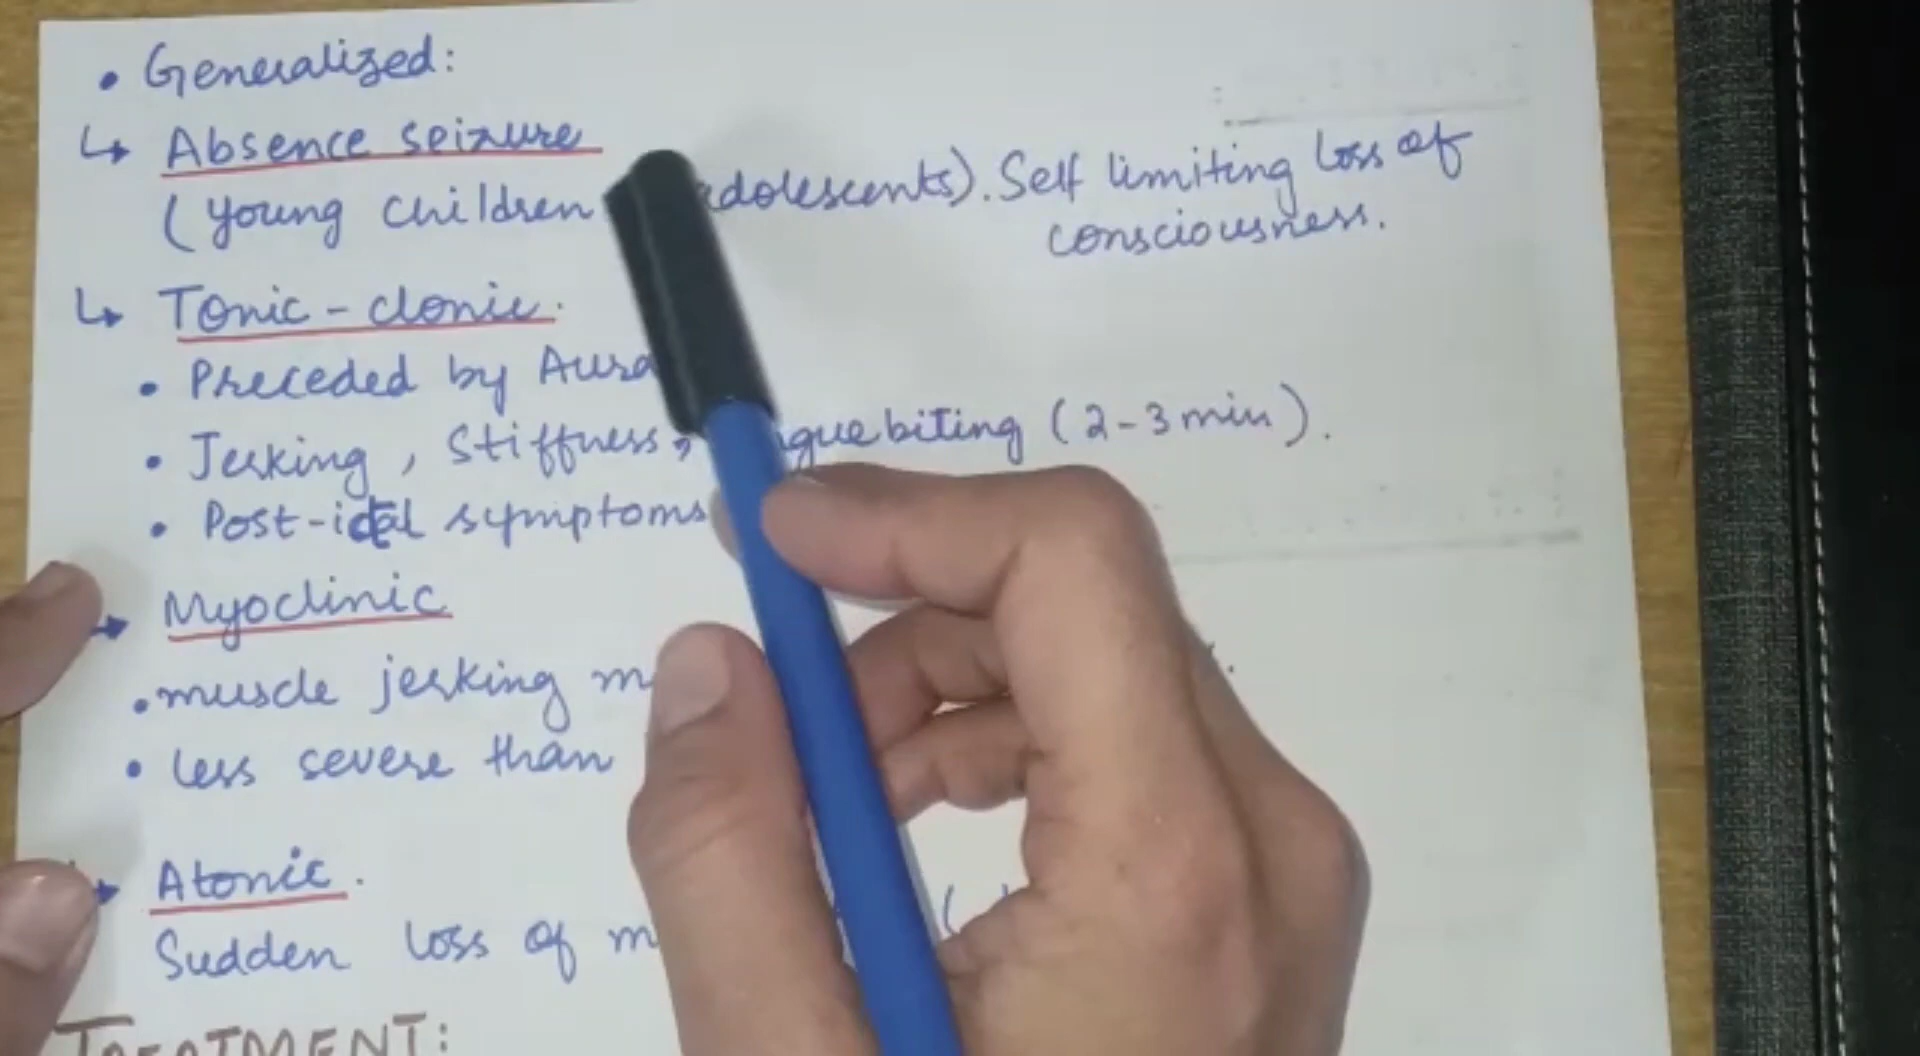 • Generalized:
↳ Absence seizure
(young children adolescents). Self limiting loss of
consciousness.
↳ Tonic - clonic.
• Preceded by Aura
• Jerking, Stiffness, biting (2-3 min).
• Post-ictal symptoms
→ Myoclinic
• muscle jerking
• less severe than
→ Atonic.
Sudden loss of
TREATMENT: